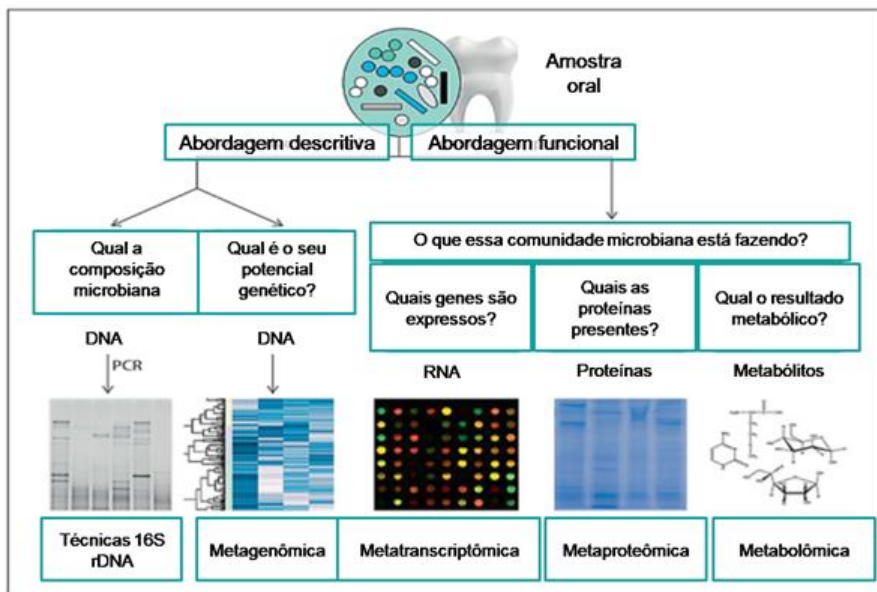 Amostra
oral
Abordagem descritiva
Abordagem funcional
Qual a
composição
microbiana
Qual é o seu
potencial
genético?
O que essa comunidade microbiana está fazendo?
Quais genes são
expressos?
Quais as
proteínas
presentes?
Qual o resultado
metabólico?
DNA
PCR
DNA
RNA
Proteínas
Metabólitos
Técnicas 16S
rDNA
Metagenômica
Metatranscriptômica
Metaproteômica
Metabolômica